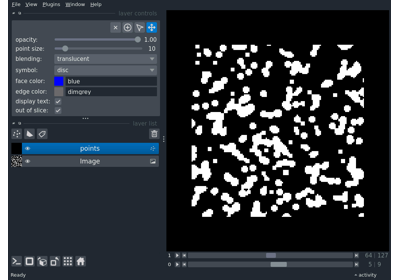 File View Plugins Window Help
layer controls
opacity: 1.00
point size: 10
blending: translucent
symbol: disc
face color: blue
edge color: dimgrey
display text:
out of slice:
layer list
points
Image
1 64 127
0 5 9
Ready activity